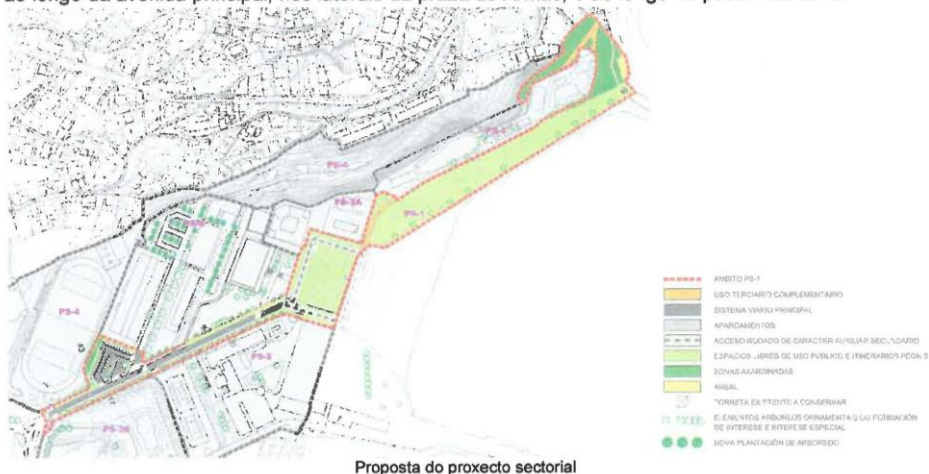 PS-4
PS-4
PS-3A
PS-1
PS-4
PS-2
PS-3B
ÁMBITO PS-1
USO TERCIARIO COMPLEMENTARIO
SISTEMA VIARIO PRINCIPAL
APARCAMENTOS
ACCESO RODADO DE CARÁCTER AUXILIAR SECUNDARIO
ESPACIOS LIBRES DE USO PÚBLICO E ITINERARIOS PEONÍS
ZONAS AXARDINADAS
AREAL
TORRETA EXISTENTE A CONSERVAR
ELEMENTOS ARBÓREOS ORNAMENTAIS OU FORMACIÓN
DE INTERESE E INTERESE ESPECIAL
NOVA PLANTACIÓN DE ARBOREDO
Proposta do proxecto sectorial